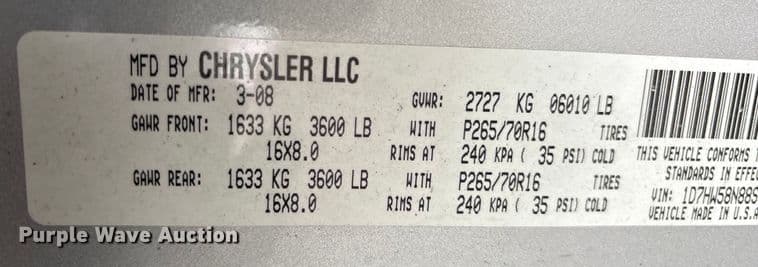 MFD BY CHRYSLER LLC
DATE OF MFR: 3-08 GVWR: 2727 KG 06010 LB
GAWR FRONT: 1633 KG 3600 LB WITH P265/70R16 TIRES
16X8.0 RIMS AT 240 KPA ( 35 PSI) COLD
GAWR REAR: 1633 KG 3600 LB WITH P265/70R16 TIRES
16X8.0 RIMS AT 240 KPA ( 35 PSI) COLD
THIS VEHICLE CONFORMS T
STANDARDS IN EFFE
VIN: 1D7HW58N88S
VEHICLE MADE IN U.S.A
Purple Wave Auction